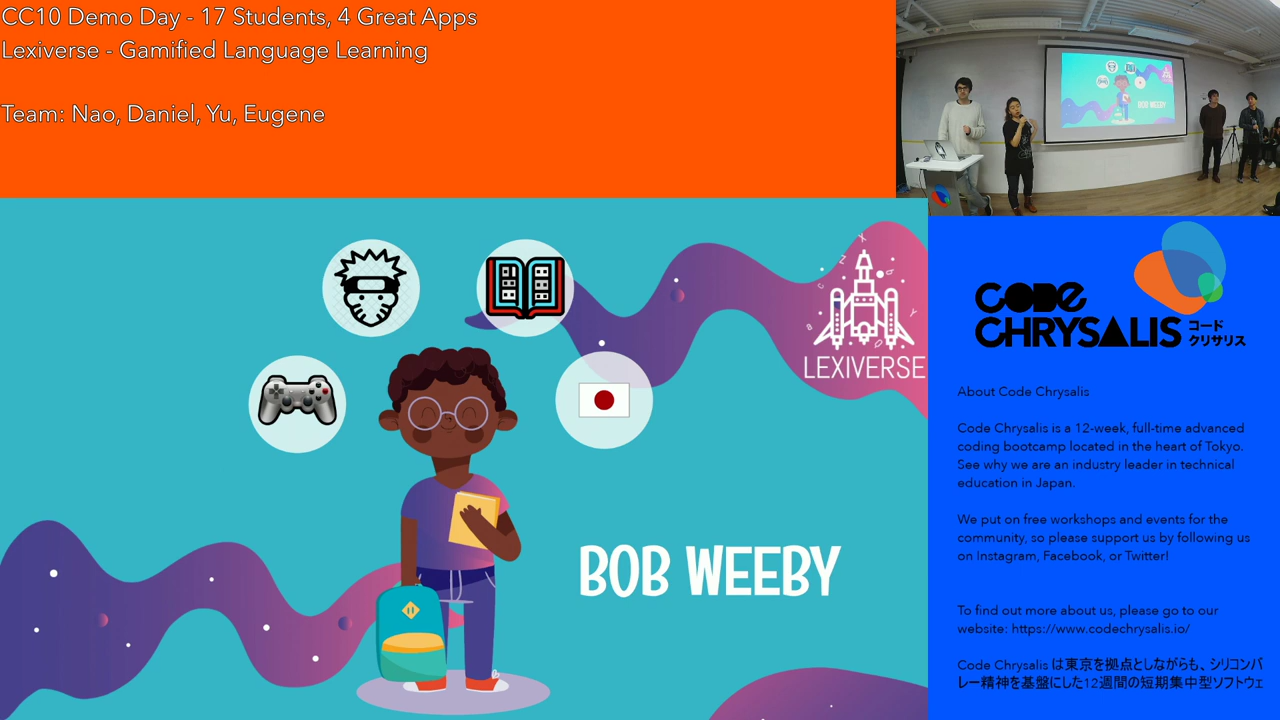 CC10 Demo Day - 17 Students, 4 Great Apps
Lexiverse - Gamified Language Learning
Team: Nao, Daniel, Yu, Eugene
BOB WEEBY
LEXIVERSE
BOB WEEBY
CODE
CHRYSALIS コード
クリサリス
About Code Chrysalis
Code Chrysalis is a 12-week, full-time advanced
coding bootcamp located in the heart of Tokyo.
See why we are an industry leader in technical
education in Japan.
We put on free workshops and events for the
community, so please support us by following us
on Instagram, Facebook, or Twitter!
To find out more about us, please go to our
website: https://www.codechrysalis.io/
Code Chrysalis は東京を拠点としながらも、シリコンバ
レー精神を基盤にした12週間の短期集中型ソフトウェ